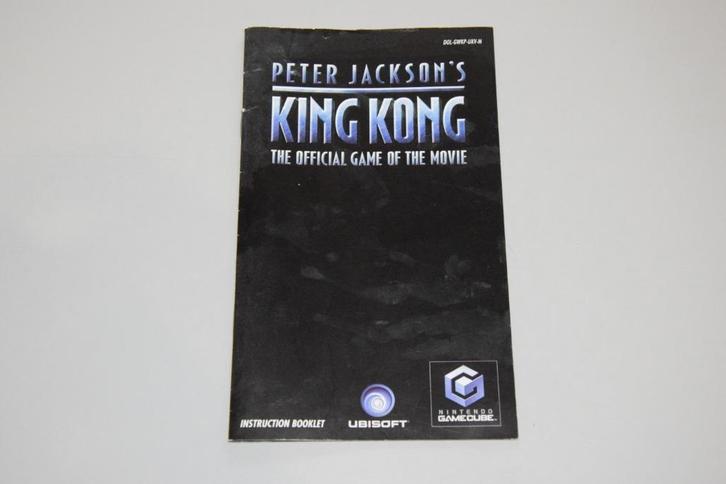 DOL-GWKP-UKV-M
PETER JACKSON'S
KING KONG
THE OFFICIAL GAME OF THE MOVIE
INSTRUCTION BOOKLET
UBISOFT
NINTENDO
GAMECUBE